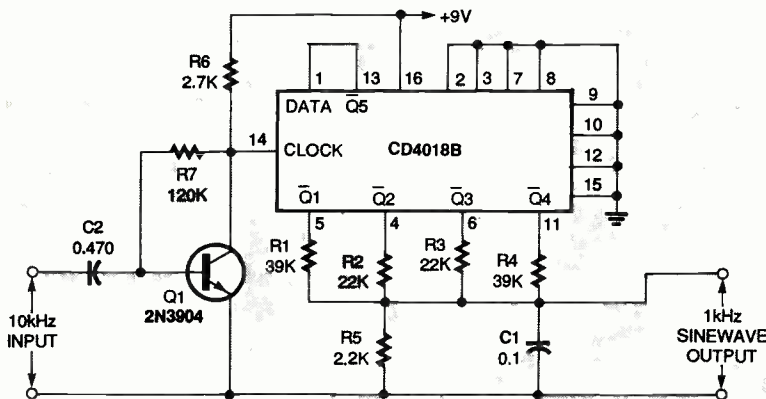 +9V
R6
2.7K
1
13
16
2
3
7
8
DATA
Q̅5
9
14
CLOCK
CD4018B
10
R7
120K
12
15
Q̅1
Q̅2
Q̅3
Q̅4
5
4
6
11
C2
0.470
R1
39K
R2
22K
R3
22K
R4
39K
Q1
2N3904
10kHz
INPUT
R5
2.2K
C1
0.1
1kHz
SINEWAVE
OUTPUT